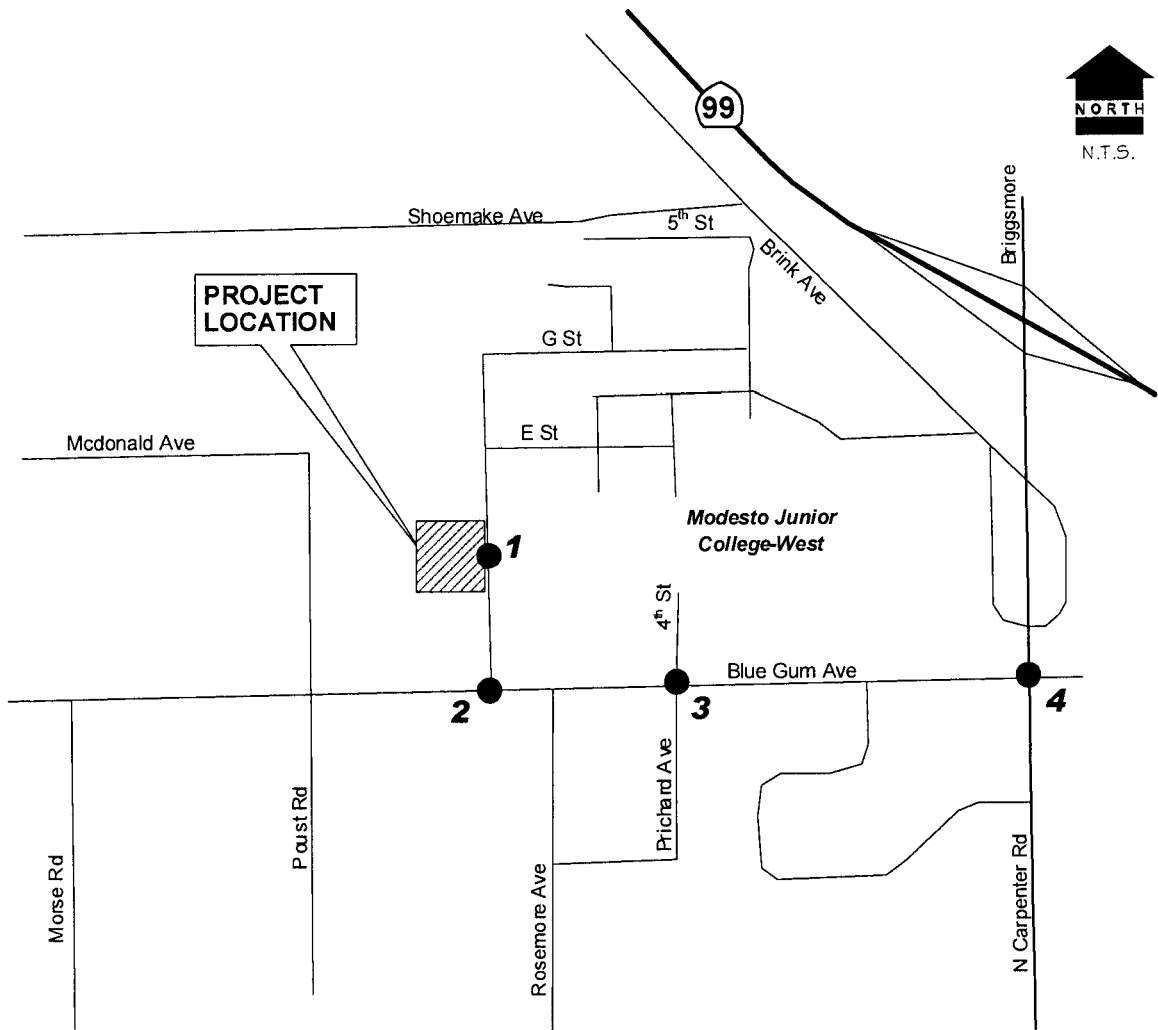 99
NORTH
N.T.S.
Briggsmore
Shoemake Ave
5th St
Brink Ave
PROJECT
LOCATION
G St
E St
Mcdonald Ave
Modesto Junior
College-West
1
4th St
Blue Gum Ave
2
3
4
Prichard Ave
Paust Rd
Morse Rd
Rosemore Ave
N Carpenter Rd